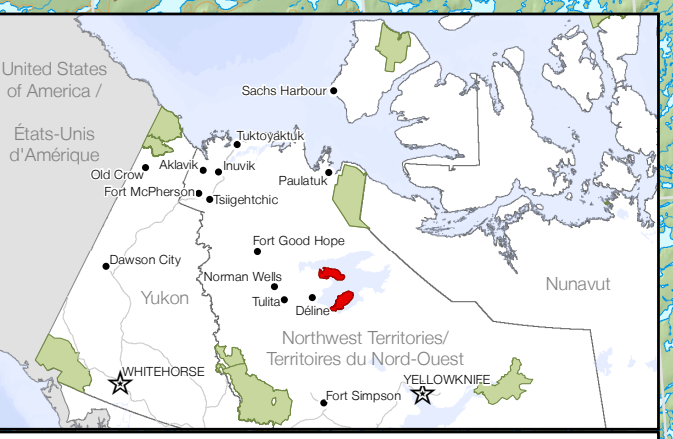 United States
of America /
États-Unis
d'Amérique
Sachs Harbour
Tuktoyaktuk
Old Crow
Aklavik
Inuvik
Fort McPherson
Tsiigehtchic
Paulatuk
Fort Good Hope
Dawson City
Norman Wells
Yukon
Tulita
Déline
Nunavut
Northwest Territories/
Territoires du Nord-Ouest
WHITEHORSE
YELLOWKNIFE
Fort Simpson